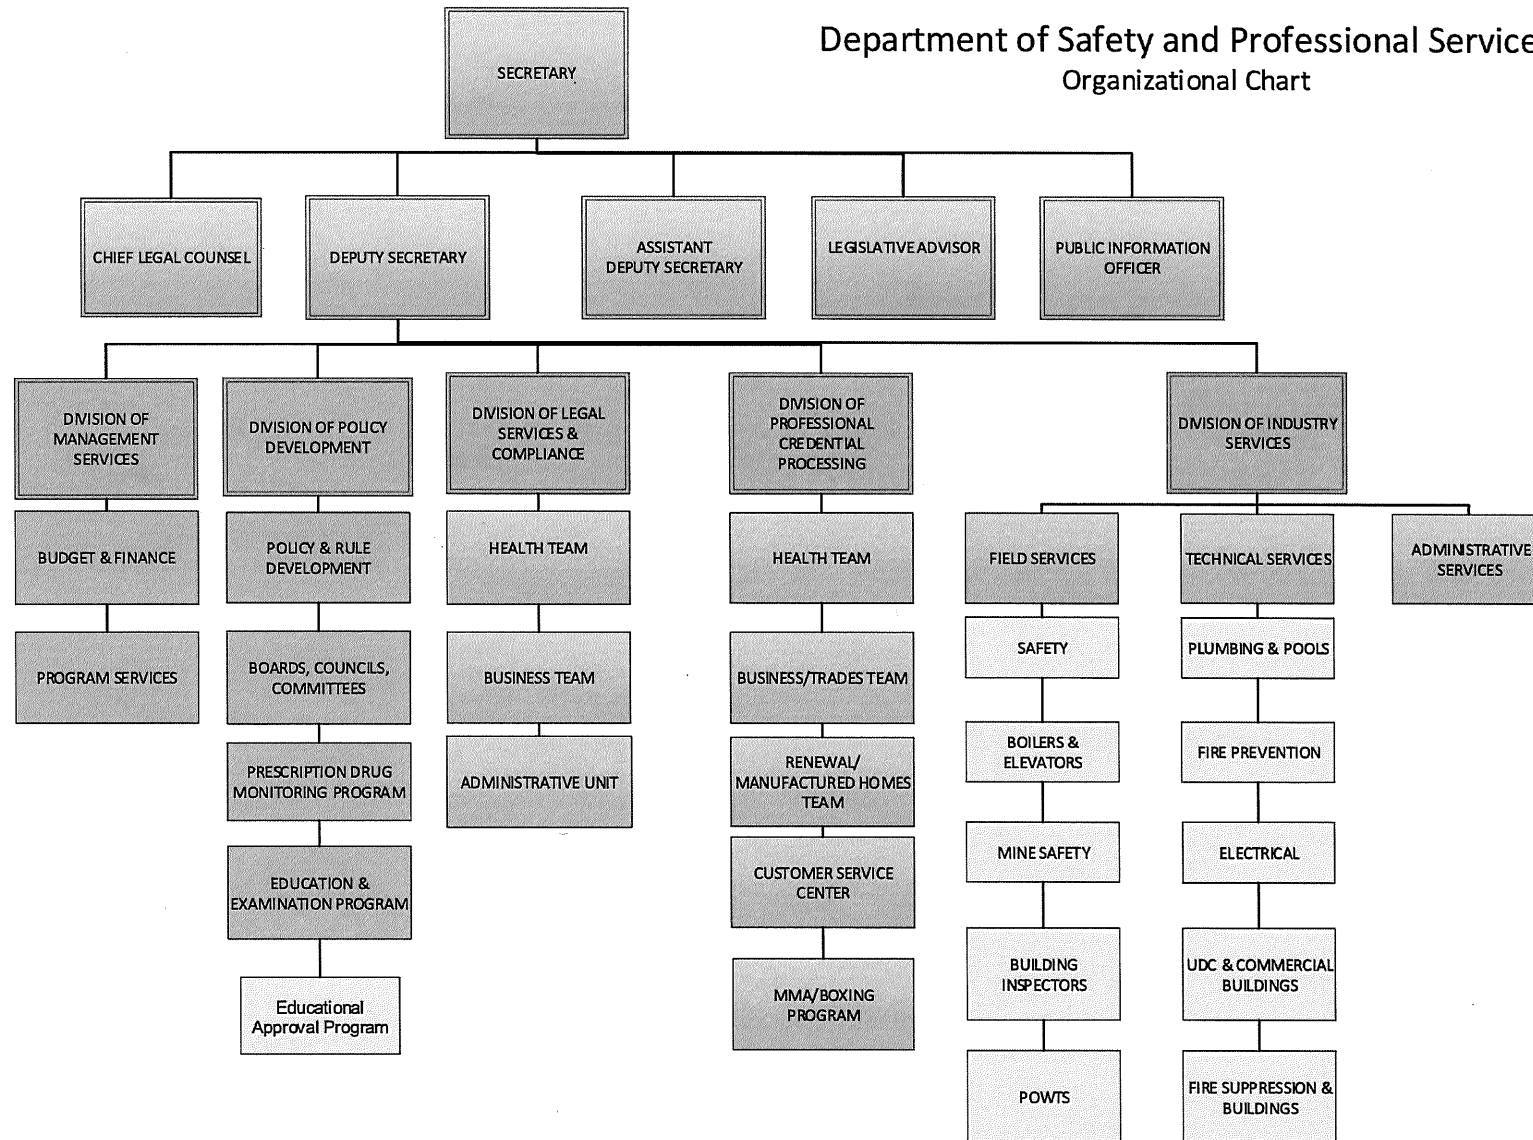 Department of Safety and Professional Service
Organizational Chart
SECRETARY
CHIEF LEGAL COUNSEL
DEPUTY SECRETARY
ASSISTANT
DEPUTY SECRETARY
LEGISLATIVE ADVISOR
PUBLIC INFORMATION
OFFICER
DIVISION OF
MANAGEMENT
SERVICES
BUDGET & FINANCE
PROGRAM SERVICES
DIVISION OF POLICY
DEVELOPMENT
POLICY & RULE
DEVELOPMENT
BOARDS, COUNCILS,
COMMITTEES
PRESCRIPTION DRUG
MONITORING PROGRAM
EDUCATION &
EXAMINATION PROGRAM
Educational
Approval Program
DIVISION OF LEGAL
SERVICES &
COMPLIANCE
HEALTH TEAM
BUSINESS TEAM
ADMINISTRATIVE UNIT
DIVISION OF
PROFESSIONAL
CREDENTIAL
PROCESSING
HEALTH TEAM
BUSINESS/TRADES TEAM
RENEWAL/
MANUFACTURED HOMES
TEAM
CUSTOMER SERVICE
CENTER
MMA/BOXING
PROGRAM
DIVISION OF INDUSTRY
SERVICES
FIELD SERVICES
SAFETY
BOILERS &
ELEVATORS
MINE SAFETY
BUILDING
INSPECTORS
POWTS
TECHNICAL SERVICES
PLUMBING & POOLS
FIRE PREVENTION
ELECTRICAL
UDC & COMMERCIAL
BUILDINGS
FIRE SUPPRESSION &
BUILDINGS
ADMINISTRATIVE
SERVICES